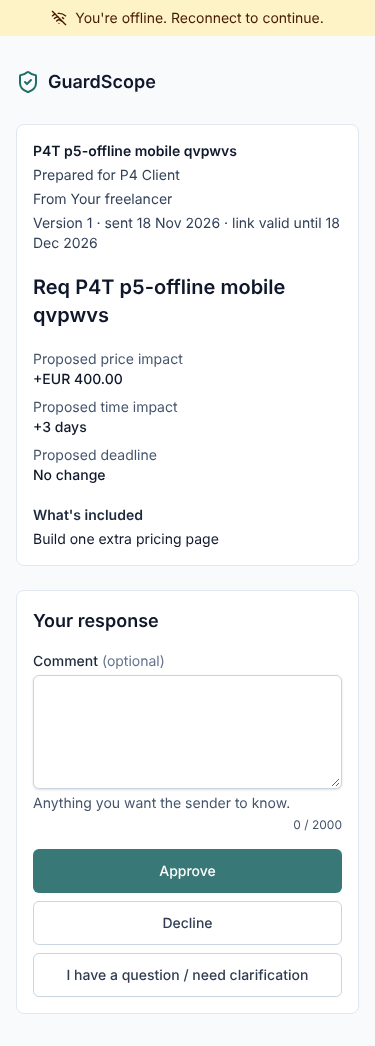 You're offline. Reconnect to continue.
GuardScope
P4T p5-offline mobile qvpwvs
Prepared for P4 Client
From Your freelancer
Version 1 · sent 18 Nov 2026 · link valid until 18
Dec 2026
Req P4T p5-offline mobile
qvpwvs
Proposed price impact
+EUR 400.00
Proposed time impact
+3 days
Proposed deadline
No change
What's included
Build one extra pricing page
Your response
Comment (optional)
Anything you want the sender to know.
0 / 2000
Approve
Decline
I have a question / need clarification